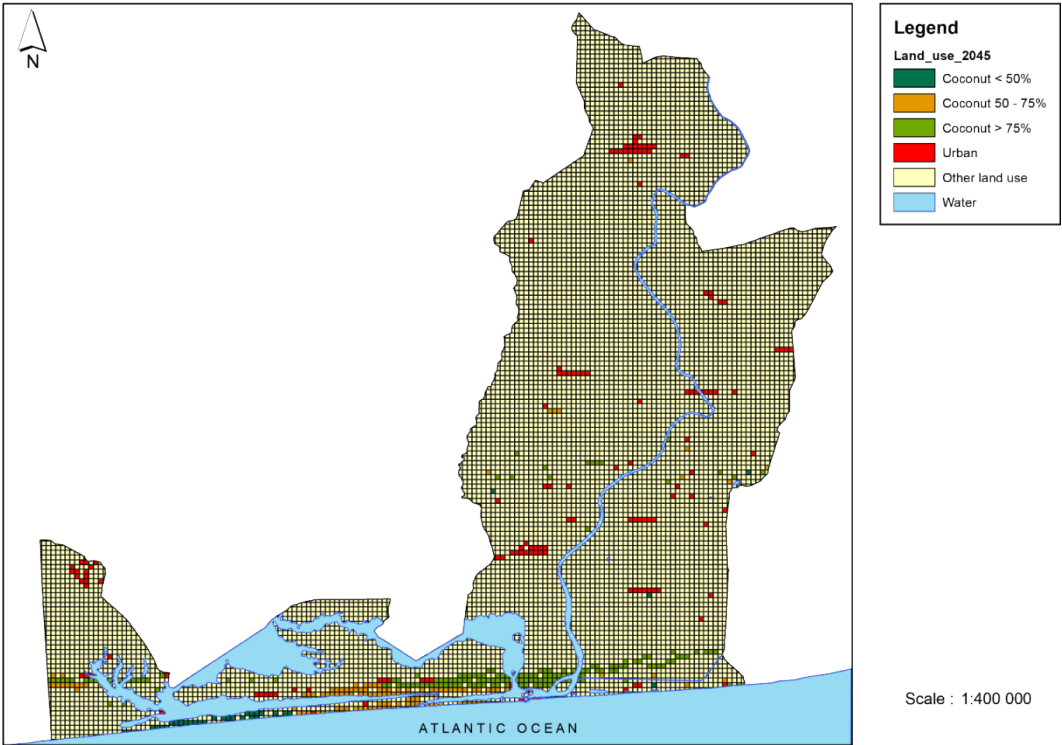 N
Legend
Land_use_2045
Coconut < 50%
Coconut 50 - 75%
Coconut > 75%
Urban
Other land use
Water
Scale : 1:400 000
ATLANTIC OCEAN